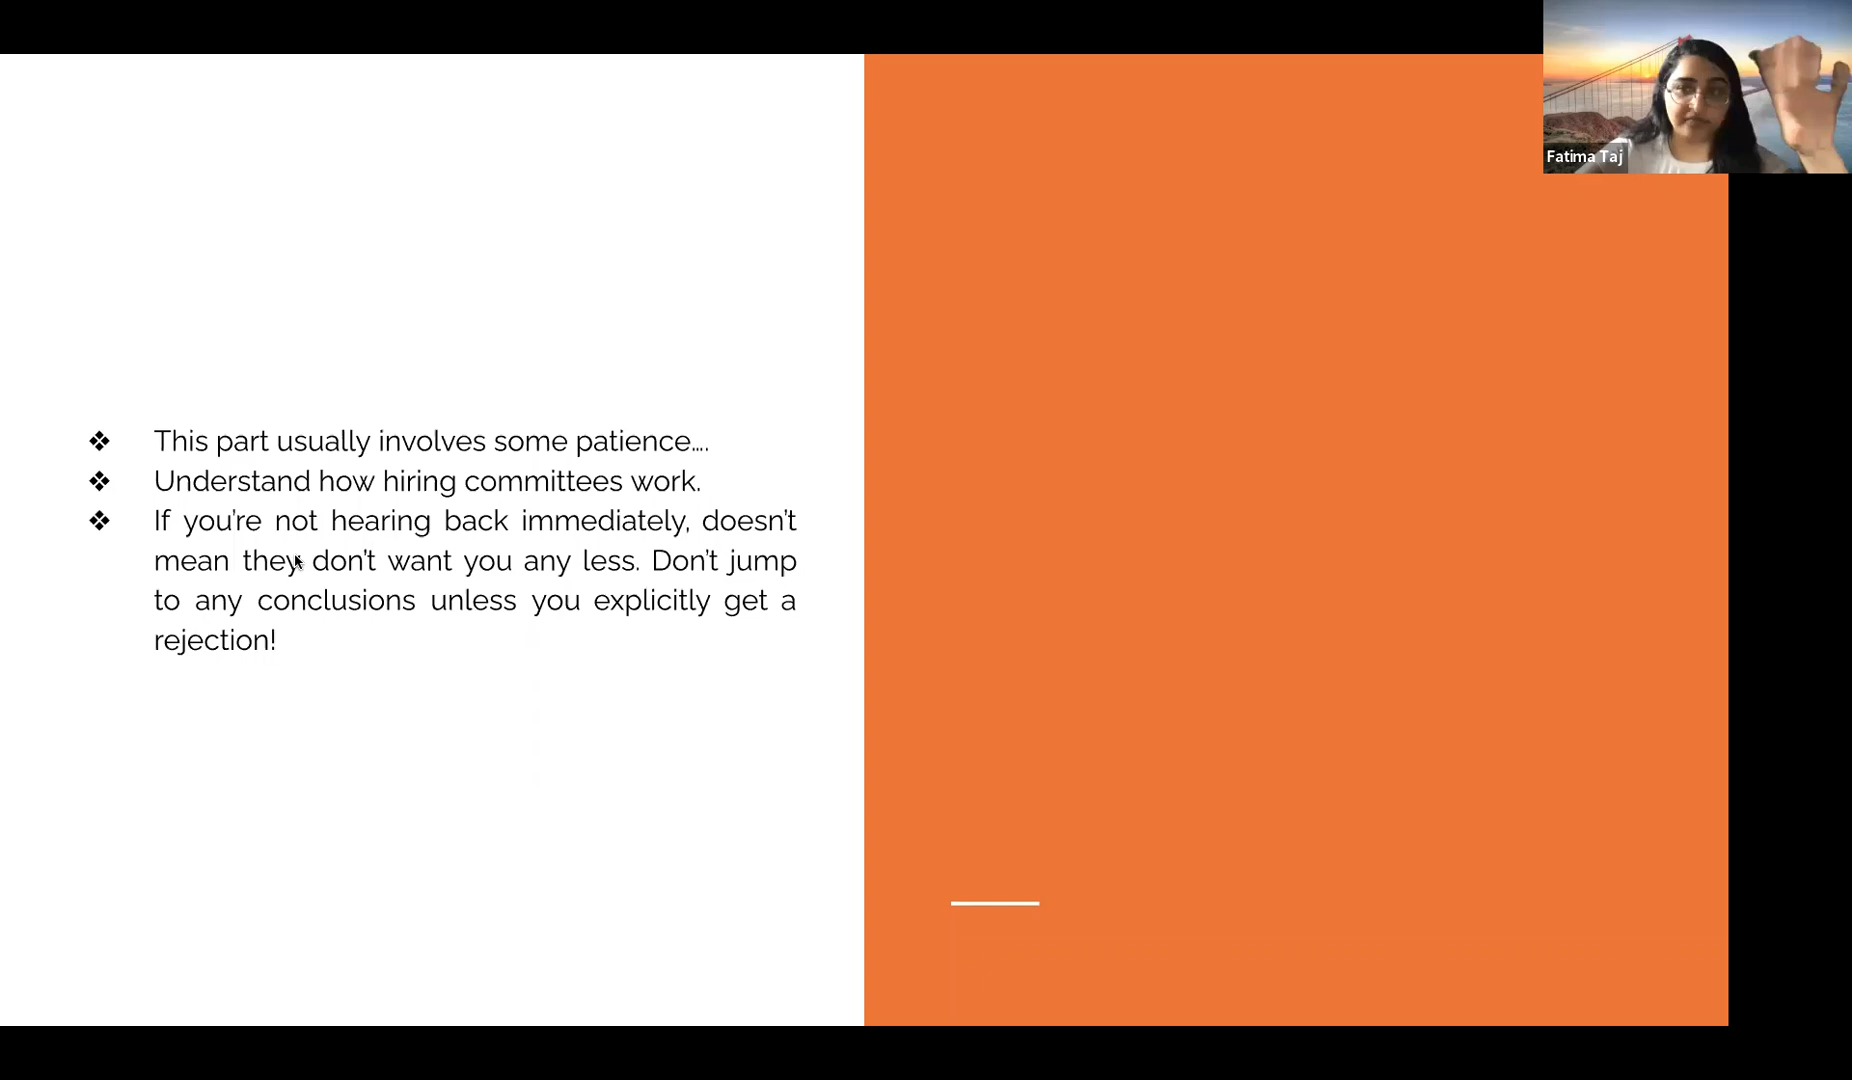 ❖ This part usually involves some patience....
❖ Understand how hiring committees work.
❖ If you’re not hearing back immediately, doesn’t
mean they don’t want you any less. Don’t jump
to any conclusions unless you explicitly get a
rejection!
Fatima Taj